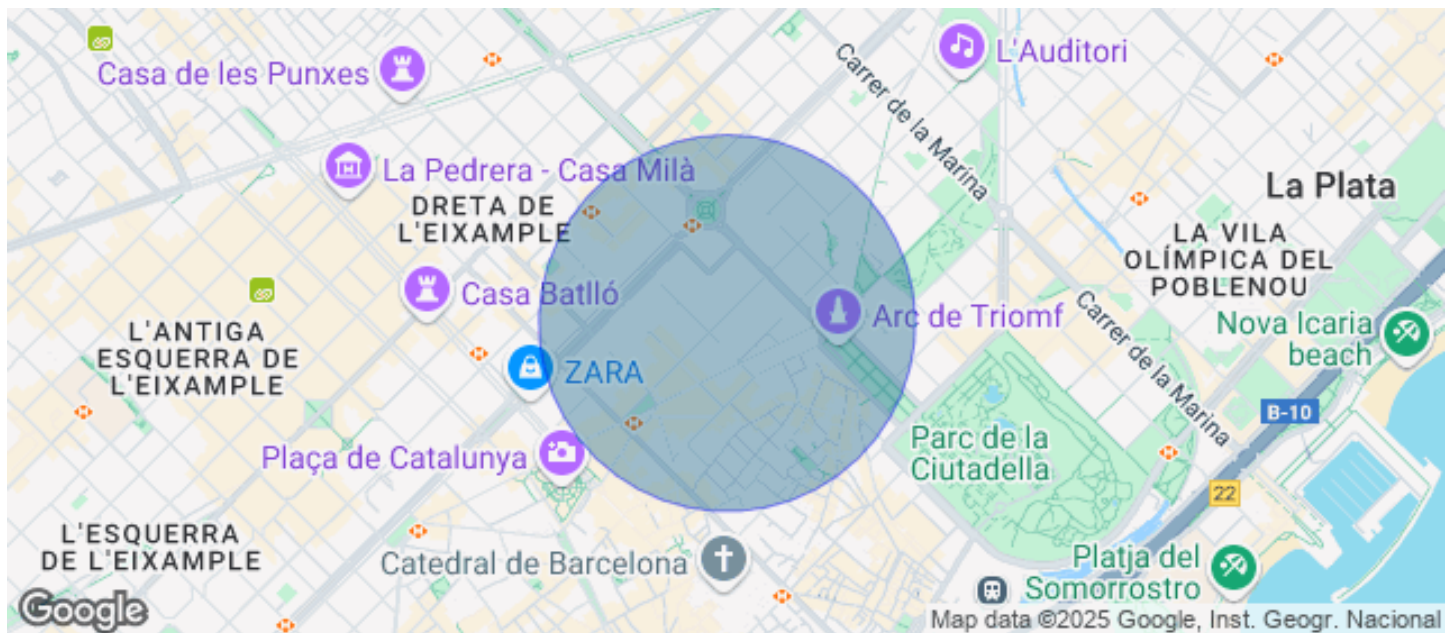 L'Auditori
Casa de les Punxes
Carrer de la Marina
La Pedrera - Casa Milà
La Plata
DRETA DE
L'EIXAMPLE
LA VILA
OLÍMPICA DEL
POBLENOU
Casa Batlló
Arc de Triomf
Nova Icaria
beach
L'ANTIGA
ESQUERRA DE
L'EIXAMPLE
Carrer de la Marina
ZARA
B-10
Plaça de Catalunya
Parc de la
Ciutadella
22
L'ESQUERRA
DE L'EIXAMPLE
Catedral de Barcelona
Platja del
Somorrostro
Google
Map data ©2025 Google, Inst. Geogr. Nacional